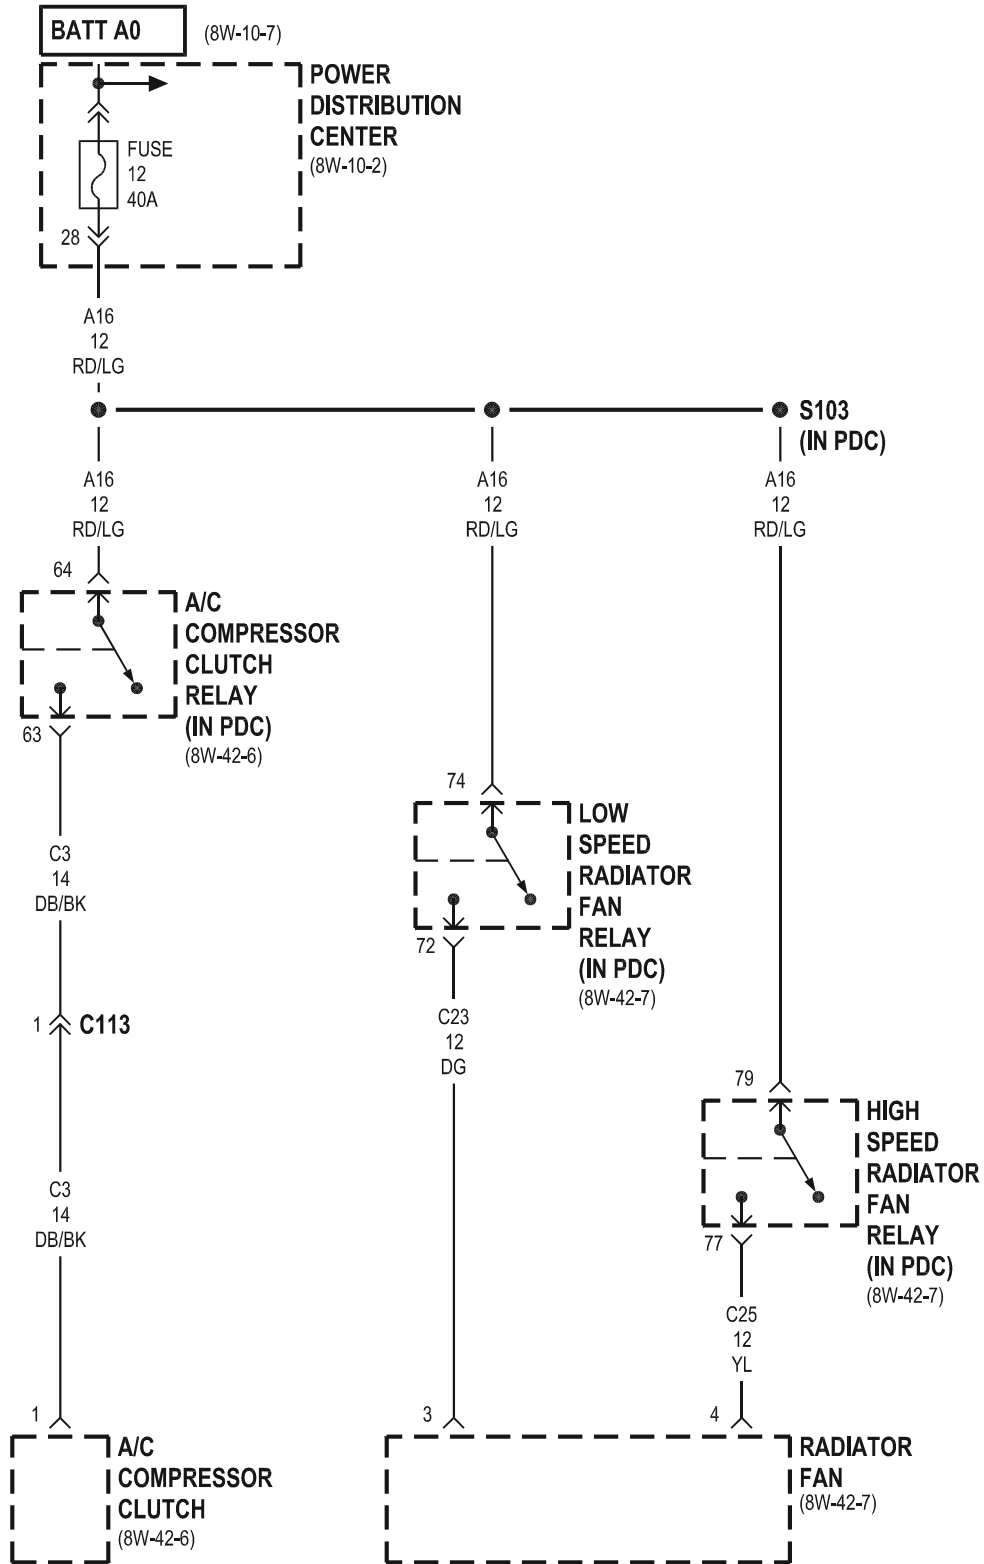 BATT A0
(8W-10-7)
POWER
DISTRIBUTION
CENTER
(8W-10-2)
FUSE
12
40A
28
A16
12
RD/LG
S103
(IN PDC)
A16
12
RD/LG
A16
12
RD/LG
A16
12
RD/LG
64
A/C
COMPRESSOR
CLUTCH
RELAY
(IN PDC)
(8W-42-6)
63
74
LOW
SPEED
RADIATOR
FAN
RELAY
(IN PDC)
(8W-42-7)
72
C3
14
DB/BK
1
C113
C23
12
DG
79
HIGH
SPEED
RADIATOR
FAN
RELAY
(IN PDC)
(8W-42-7)
77
C3
14
DB/BK
C25
12
YL
1
A/C
COMPRESSOR
CLUTCH
(8W-42-6)
3
4
RADIATOR
FAN
(8W-42-7)